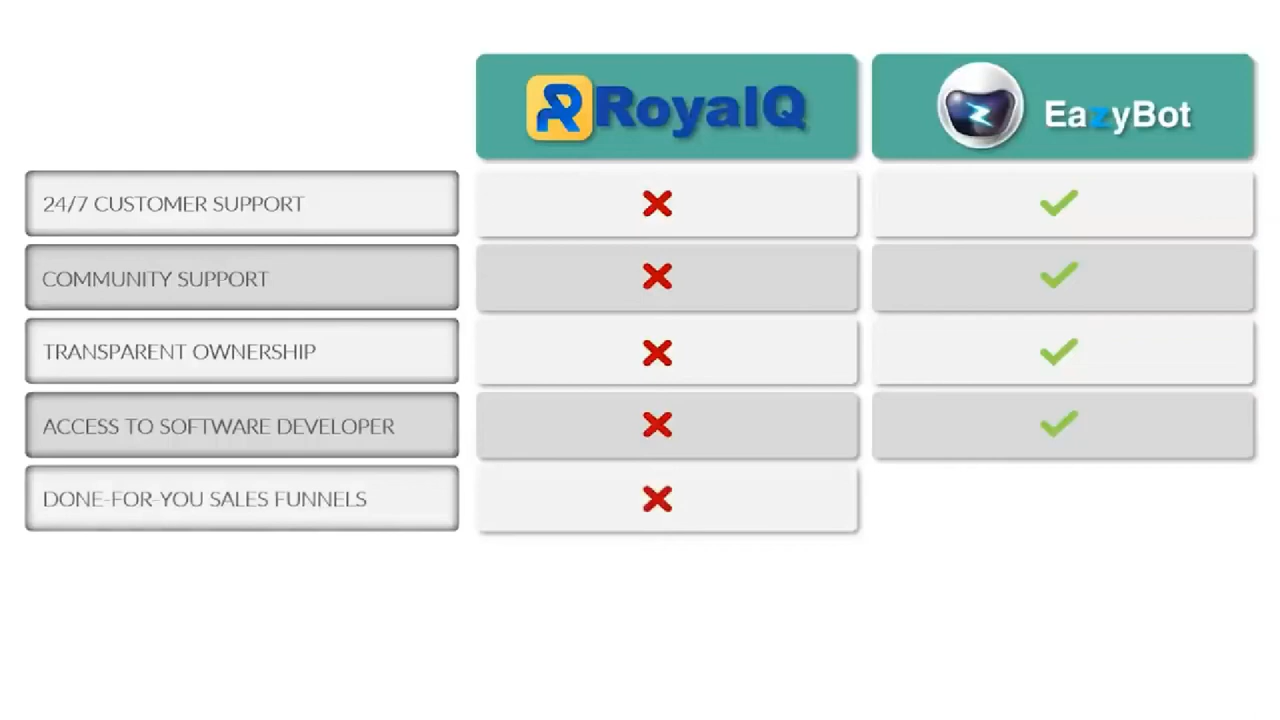 RoyalQ
EazyBot
24/7 CUSTOMER SUPPORT
COMMUNITY SUPPORT
TRANSPARENT OWNERSHIP
ACCESS TO SOFTWARE DEVELOPER
DONE-FOR-YOU SALES FUNNELS